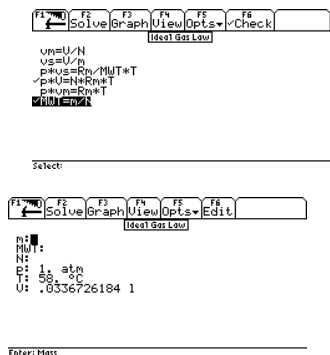 F1 F2 Solve F3 Graph F4 View F5 Opts▾ F6 ✓Check
Ideal Gas Law
vm=V/N
vs=V/m
p*vs=Rm/MWT*T
✓p*V=N*Rm*T
p*vm=Rm*T
✓MWT=m/N
Select:
F1 F2 Solve F3 Graph F4 View F5 Opts▾ F6 Edit
Ideal Gas Law
m:
MWT:
N:
p: 1. atm
T: 58. °C
V: .0336726184 l
Enter: Mass